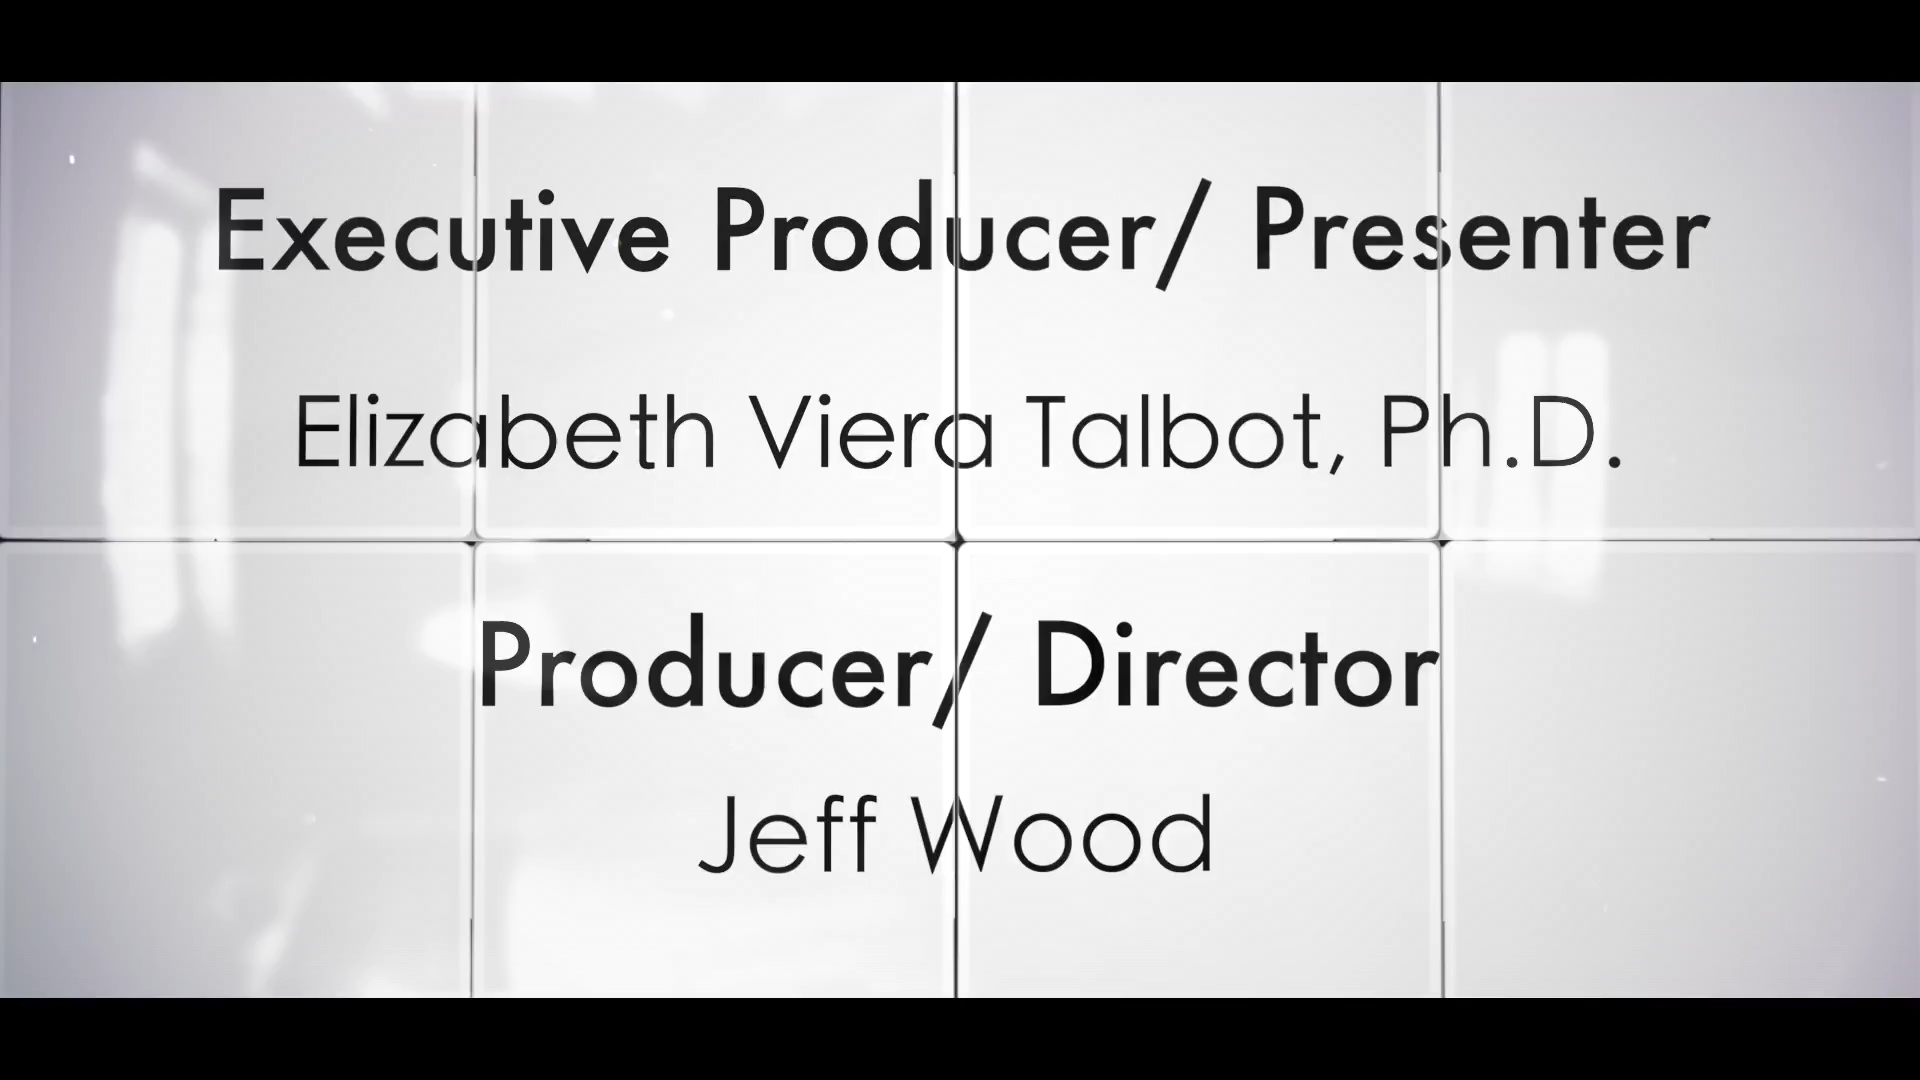 Executive Producer/ Presenter
Elizabeth Viera Talbot, Ph.D.
Producer/ Director
Jeff Wood